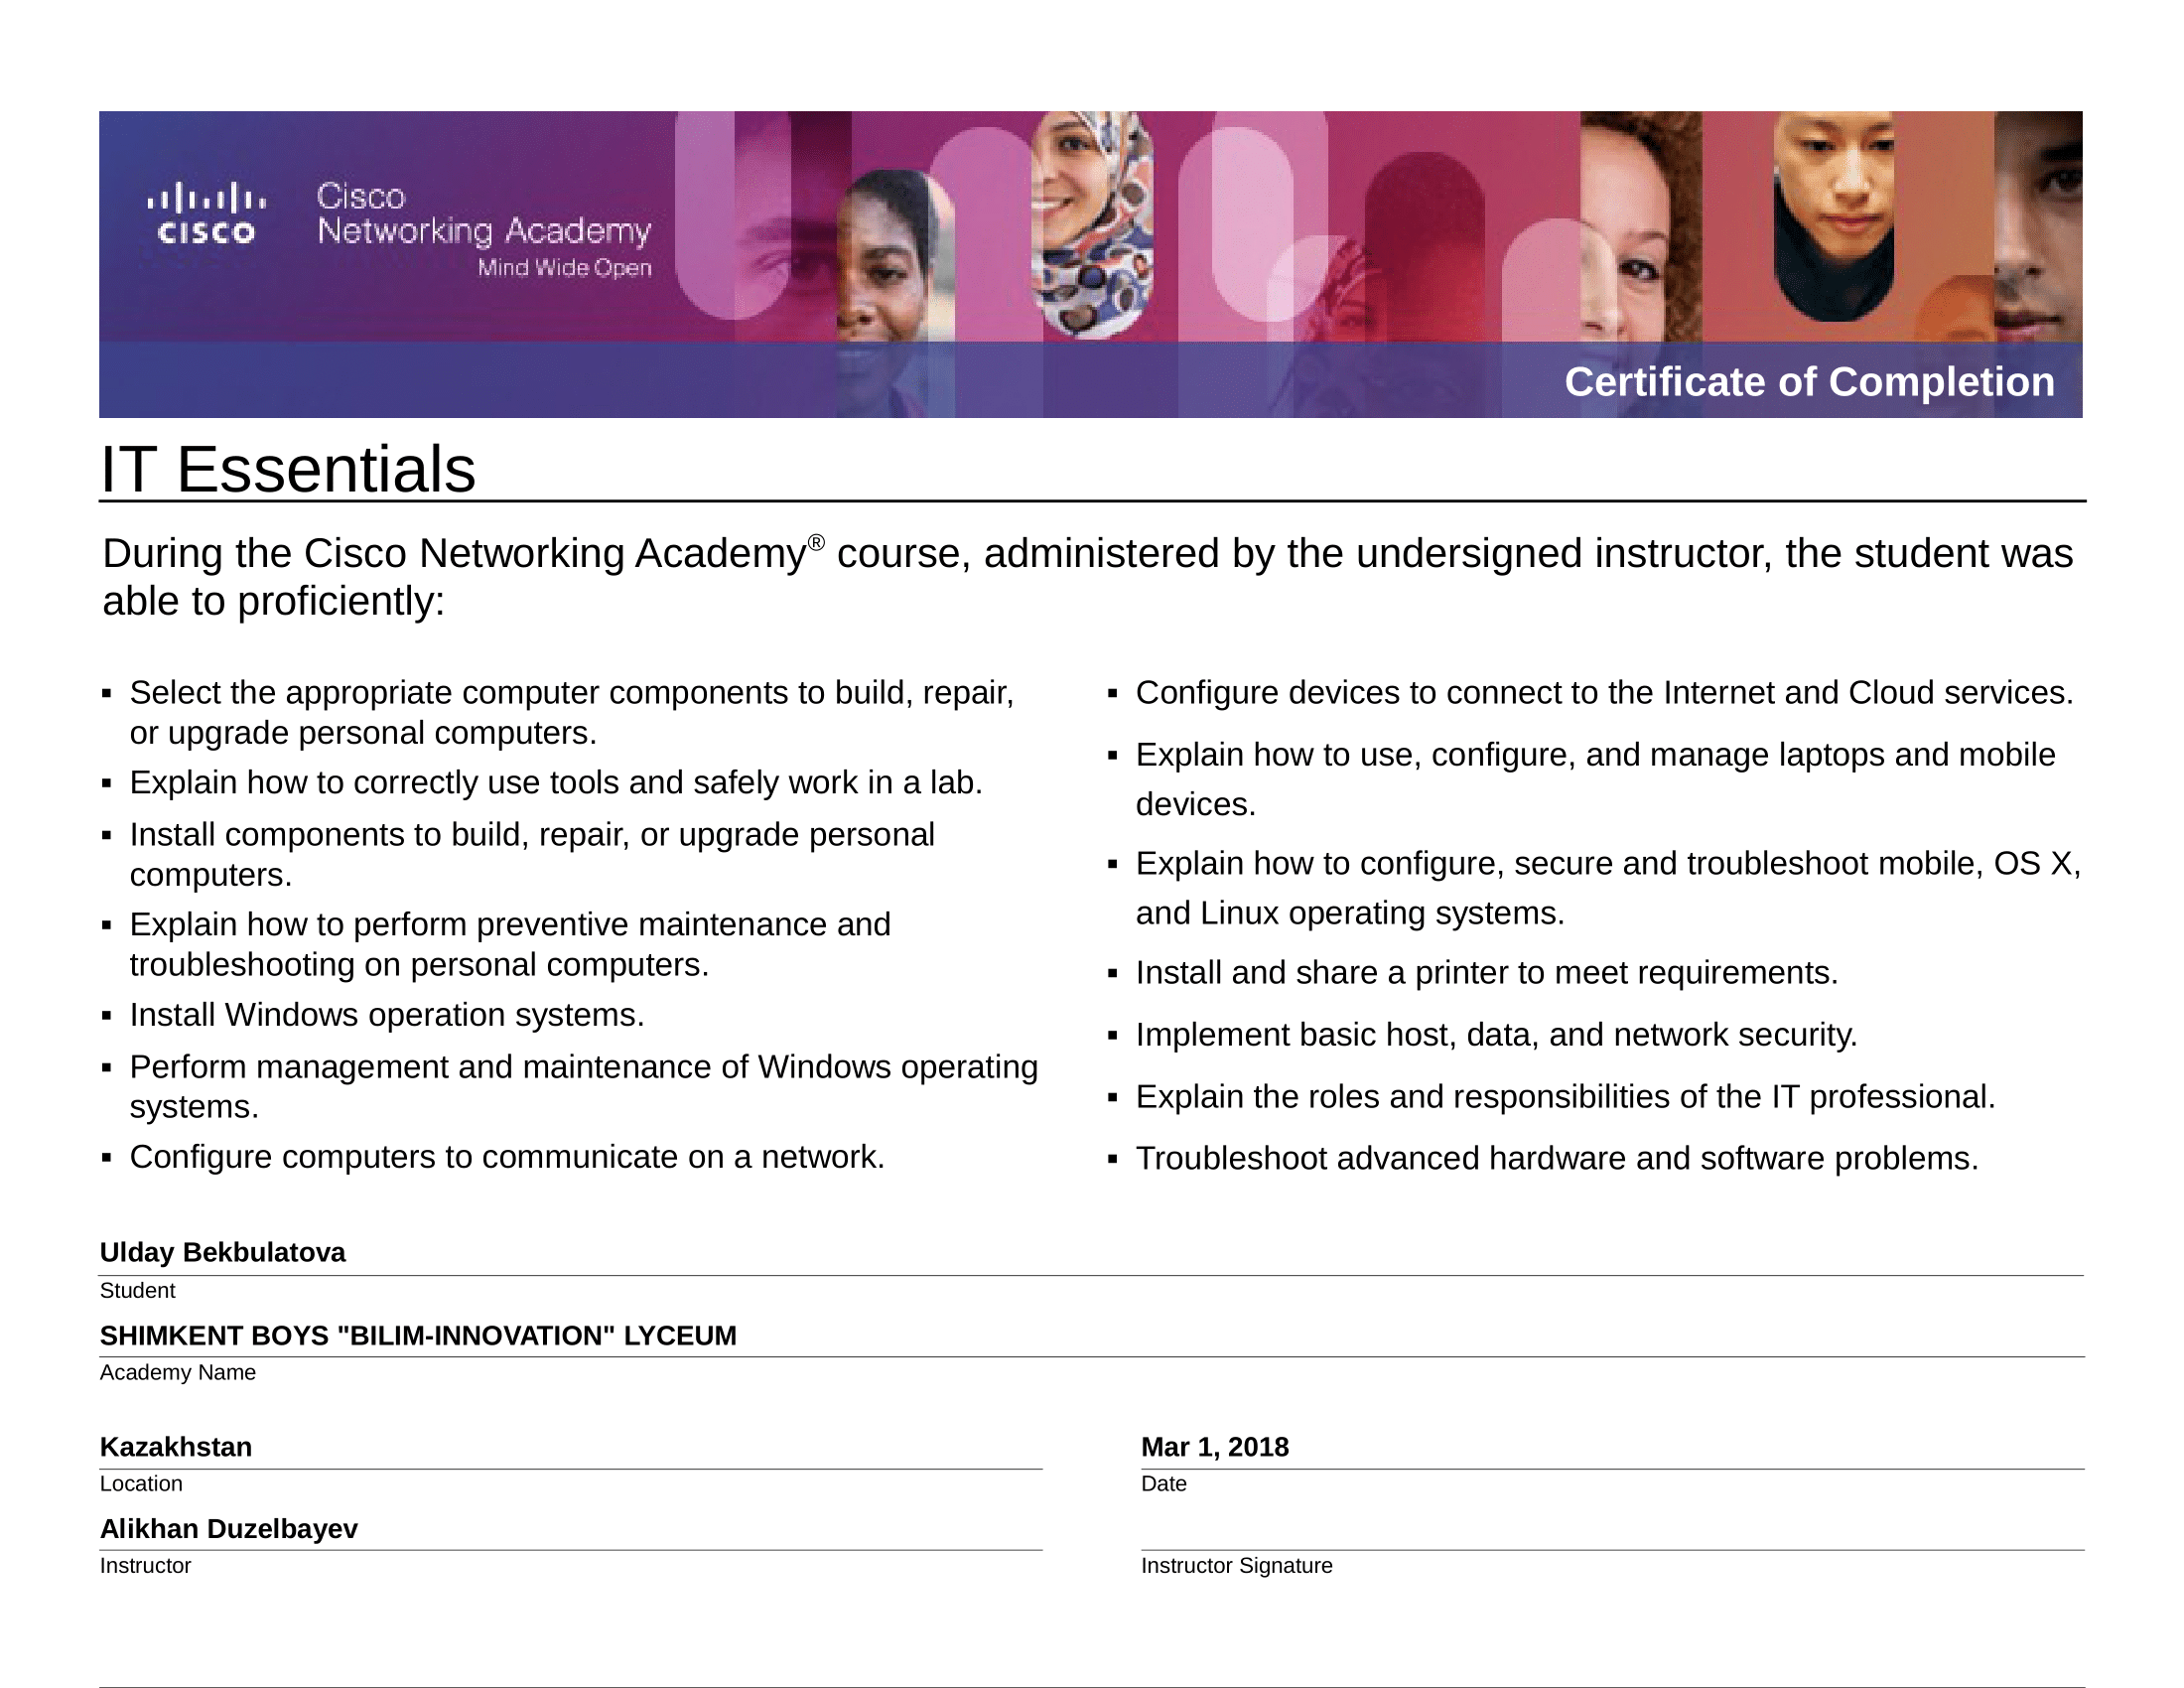 CISCO
Cisco
Networking Academy
Mind Wide Open
Certificate of Completion
IT Essentials
During the Cisco Networking Academy® course, administered by the undersigned instructor, the student was
able to proficiently:
▪ Select the appropriate computer components to build, repair,
or upgrade personal computers.
▪ Explain how to correctly use tools and safely work in a lab.
▪ Install components to build, repair, or upgrade personal
computers.
▪ Explain how to perform preventive maintenance and
troubleshooting on personal computers.
▪ Install Windows operation systems.
▪ Perform management and maintenance of Windows operating
systems.
▪ Configure computers to communicate on a network.
▪ Configure devices to connect to the Internet and Cloud services.
▪ Explain how to use, configure, and manage laptops and mobile
devices.
▪ Explain how to configure, secure and troubleshoot mobile, OS X,
and Linux operating systems.
▪ Install and share a printer to meet requirements.
▪ Implement basic host, data, and network security.
▪ Explain the roles and responsibilities of the IT professional.
▪ Troubleshoot advanced hardware and software problems.
Ulday Bekbulatova
Student
SHIMKENT BOYS "BILIM-INNOVATION" LYCEUM
Academy Name
Kazakhstan
Location
Mar 1, 2018
Date
Alikhan Duzelbayev
Instructor
Instructor Signature